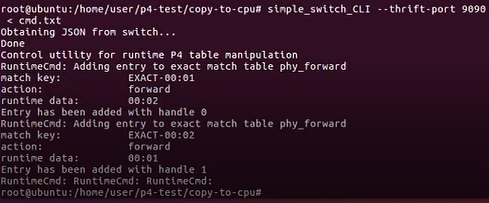 root@ubuntu:/home/user/p4-test/copy-to-cpu# simple_switch_CLI --thrift-port 9090
 < cmd.txt
Obtaining JSON from switch...
Done
Control utility for runtime P4 table manipulation
RuntimeCmd: Adding entry to exact match table phy_forward
match key:           EXACT-00:01
action:              forward
runtime data:        00:02
Entry has been added with handle 0
RuntimeCmd: Adding entry to exact match table phy_forward
match key:           EXACT-00:02
action:              forward
runtime data:        00:01
Entry has been added with handle 1
RuntimeCmd: RuntimeCmd: RuntimeCmd:
root@ubuntu:/home/user/p4-test/copy-to-cpu#